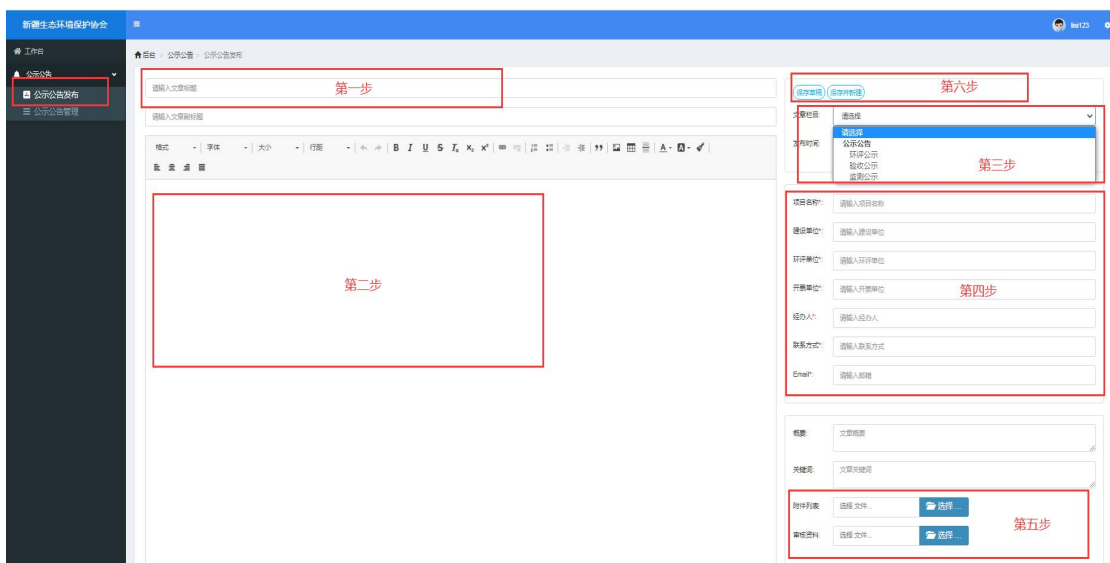 新疆生态环境保护协会
lmi123
工作台
后台 公示公告 公示公告发布
公示公告
公示公告发布
公示公告管理
请输入文章标题
第一步
请输入文章副标题
格式 字体 大小 行距
B I U S Tx x₂ x²
第二步
第六步
保存草稿 保存并新建
文章栏目: 请选择
请选择
公示公告
环评公示
验收公示
监测公示
第三步
发布时间:
项目名称*: 请输入项目名称
建设单位*: 请输入建设单位
环评单位*: 请输入环评单位
开票单位*: 请输入开票单位
第四步
经办人*: 请输入经办人
联系方式*: 请输入联系方式
Email*: 请输入邮箱
概要: 文章概要
关键词: 文章关键词
附件列表: 选择 文件... 选择 ...
第五步
审核资料: 选择 文件... 选择 ...